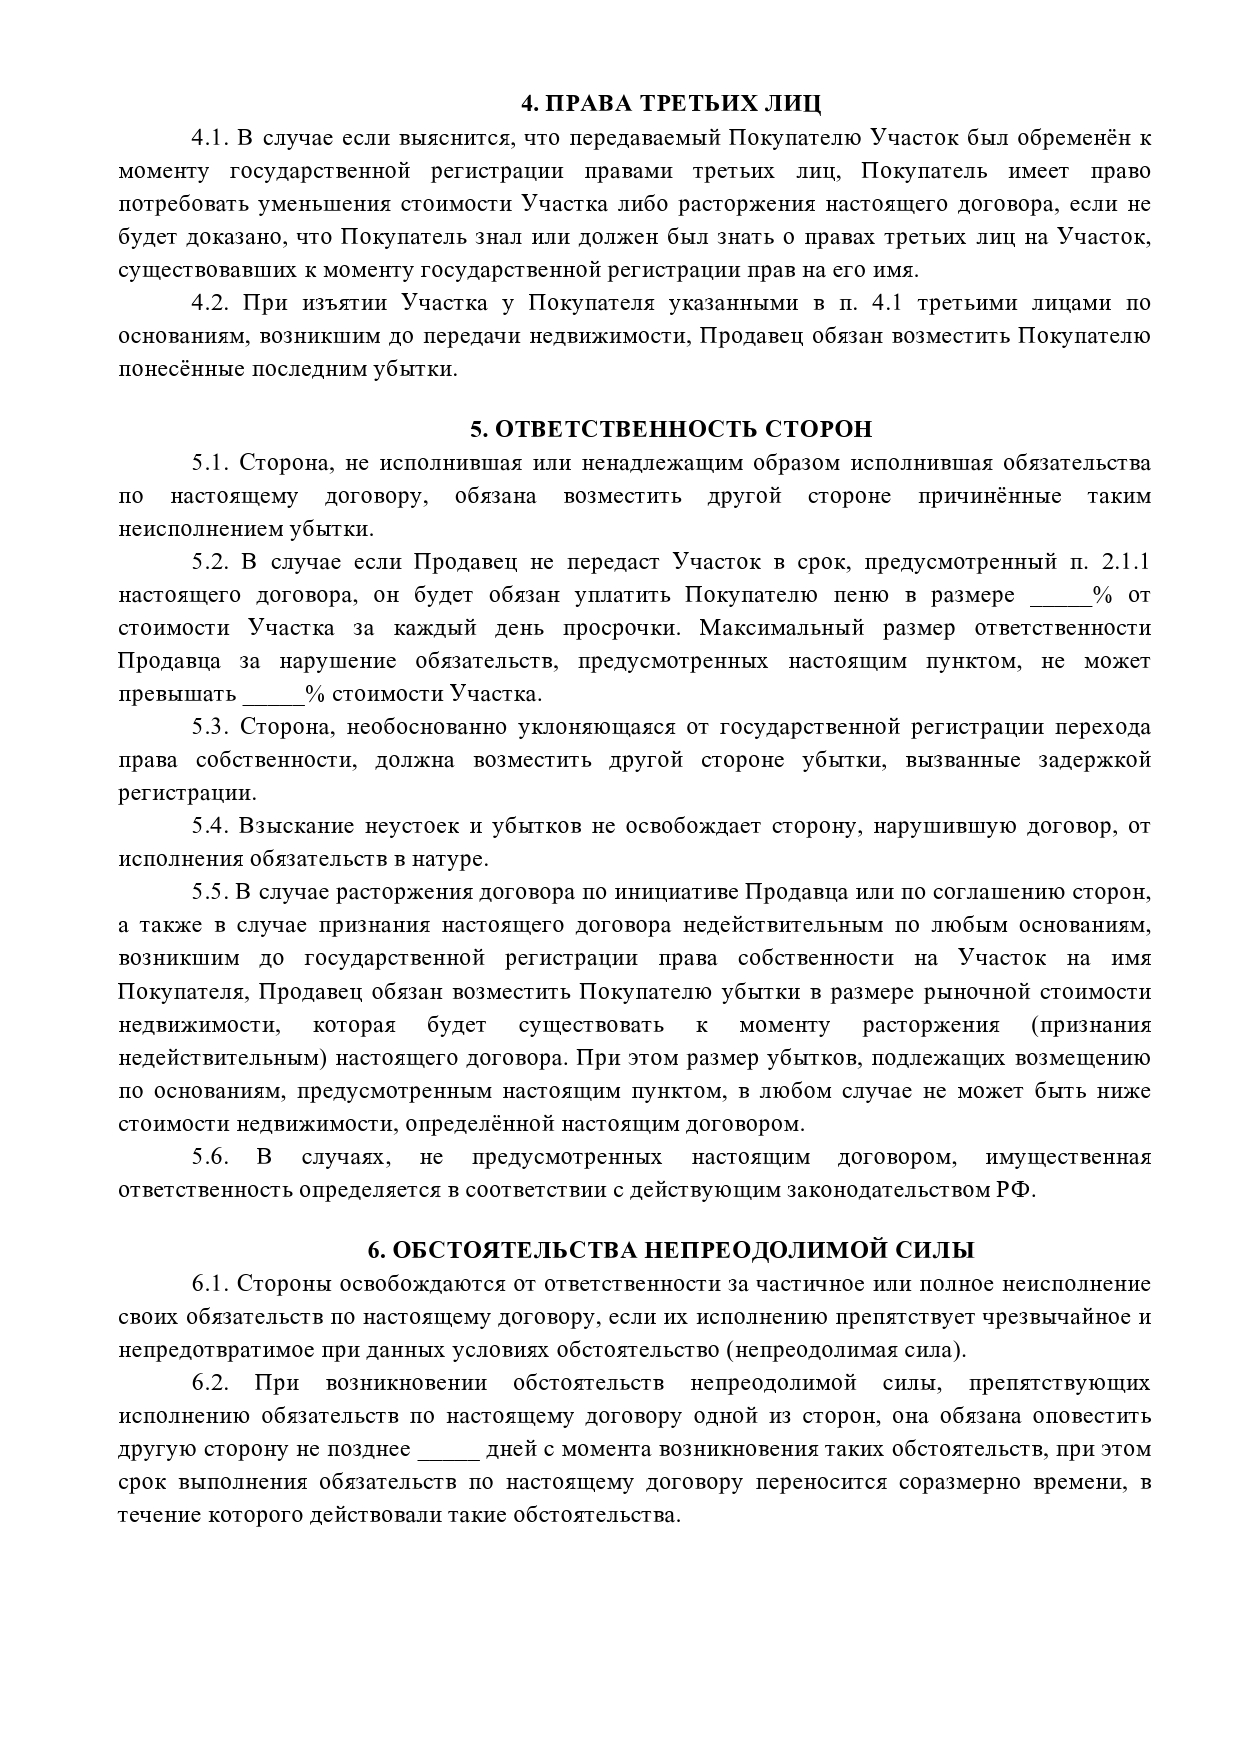 4. ПРАВА ТРЕТЬИХ ЛИЦ
4.1. В случае если выяснится, что передаваемый Покупателю Участок был обременён к
моменту государственной регистрации правами третьих лиц, Покупатель имеет право
потребовать уменьшения стоимости Участка либо расторжения настоящего договора, если не
будет доказано, что Покупатель знал или должен был знать о правах третьих лиц на Участок,
существовавших к моменту государственной регистрации прав на его имя.
4.2. При изъятии Участка у Покупателя указанными в п. 4.1 третьими лицами по
основаниям, возникшим до передачи недвижимости, Продавец обязан возместить Покупателю
понесённые последним убытки.
5. ОТВЕТСТВЕННОСТЬ СТОРОН
5.1. Сторона, не исполнившая или ненадлежащим образом исполнившая обязательства
по настоящему договору, обязана возместить другой стороне причинённые таким
неисполнением убытки.
5.2. В случае если Продавец не передаст Участок в срок, предусмотренный п. 2.1.1
настоящего договора, он будет обязан уплатить Покупателю пеню в размере _____% от
стоимости Участка за каждый день просрочки. Максимальный размер ответственности
Продавца за нарушение обязательств, предусмотренных настоящим пунктом, не может
превышать _____% стоимости Участка.
5.3. Сторона, необоснованно уклоняющаяся от государственной регистрации перехода
права собственности, должна возместить другой стороне убытки, вызванные задержкой
регистрации.
5.4. Взыскание неустоек и убытков не освобождает сторону, нарушившую договор, от
исполнения обязательств в натуре.
5.5. В случае расторжения договора по инициативе Продавца или по соглашению сторон,
а также в случае признания настоящего договора недействительным по любым основаниям,
возникшим до государственной регистрации права собственности на Участок на имя
Покупателя, Продавец обязан возместить Покупателю убытки в размере рыночной стоимости
недвижимости, которая будет существовать к моменту расторжения (признания
недействительным) настоящего договора. При этом размер убытков, подлежащих возмещению
по основаниям, предусмотренным настоящим пунктом, в любом случае не может быть ниже
стоимости недвижимости, определённой настоящим договором.
5.6. В случаях, не предусмотренных настоящим договором, имущественная
ответственность определяется в соответствии с действующим законодательством РФ.
6. ОБСТОЯТЕЛЬСТВА НЕПРЕОДОЛИМОЙ СИЛЫ
6.1. Стороны освобождаются от ответственности за частичное или полное неисполнение
своих обязательств по настоящему договору, если их исполнению препятствует чрезвычайное и
непредотвратимое при данных условиях обстоятельство (непреодолимая сила).
6.2. При возникновении обстоятельств непреодолимой силы, препятствующих
исполнению обязательств по настоящему договору одной из сторон, она обязана оповестить
другую сторону не позднее _____ дней с момента возникновения таких обстоятельств, при этом
срок выполнения обязательств по настоящему договору переносится соразмерно времени, в
течение которого действовали такие обстоятельства.